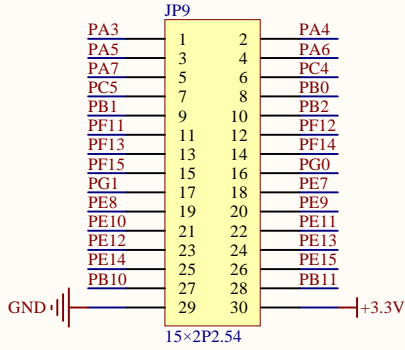 JP9
PA3 1 2 PA4
PA5 3 4 PA6
PA7 5 6 PC4
PC5 7 8 PB0
PB1 9 10 PB2
PF11 11 12 PF12
PF13 13 14 PF14
PF15 15 16 PG0
PG1 17 18 PE7
PE8 19 20 PE9
PE10 21 22 PE11
PE12 23 24 PE13
PE14 25 26 PE15
PB10 27 28 PB11
GND 29 30 +3.3V
15×2P2.54